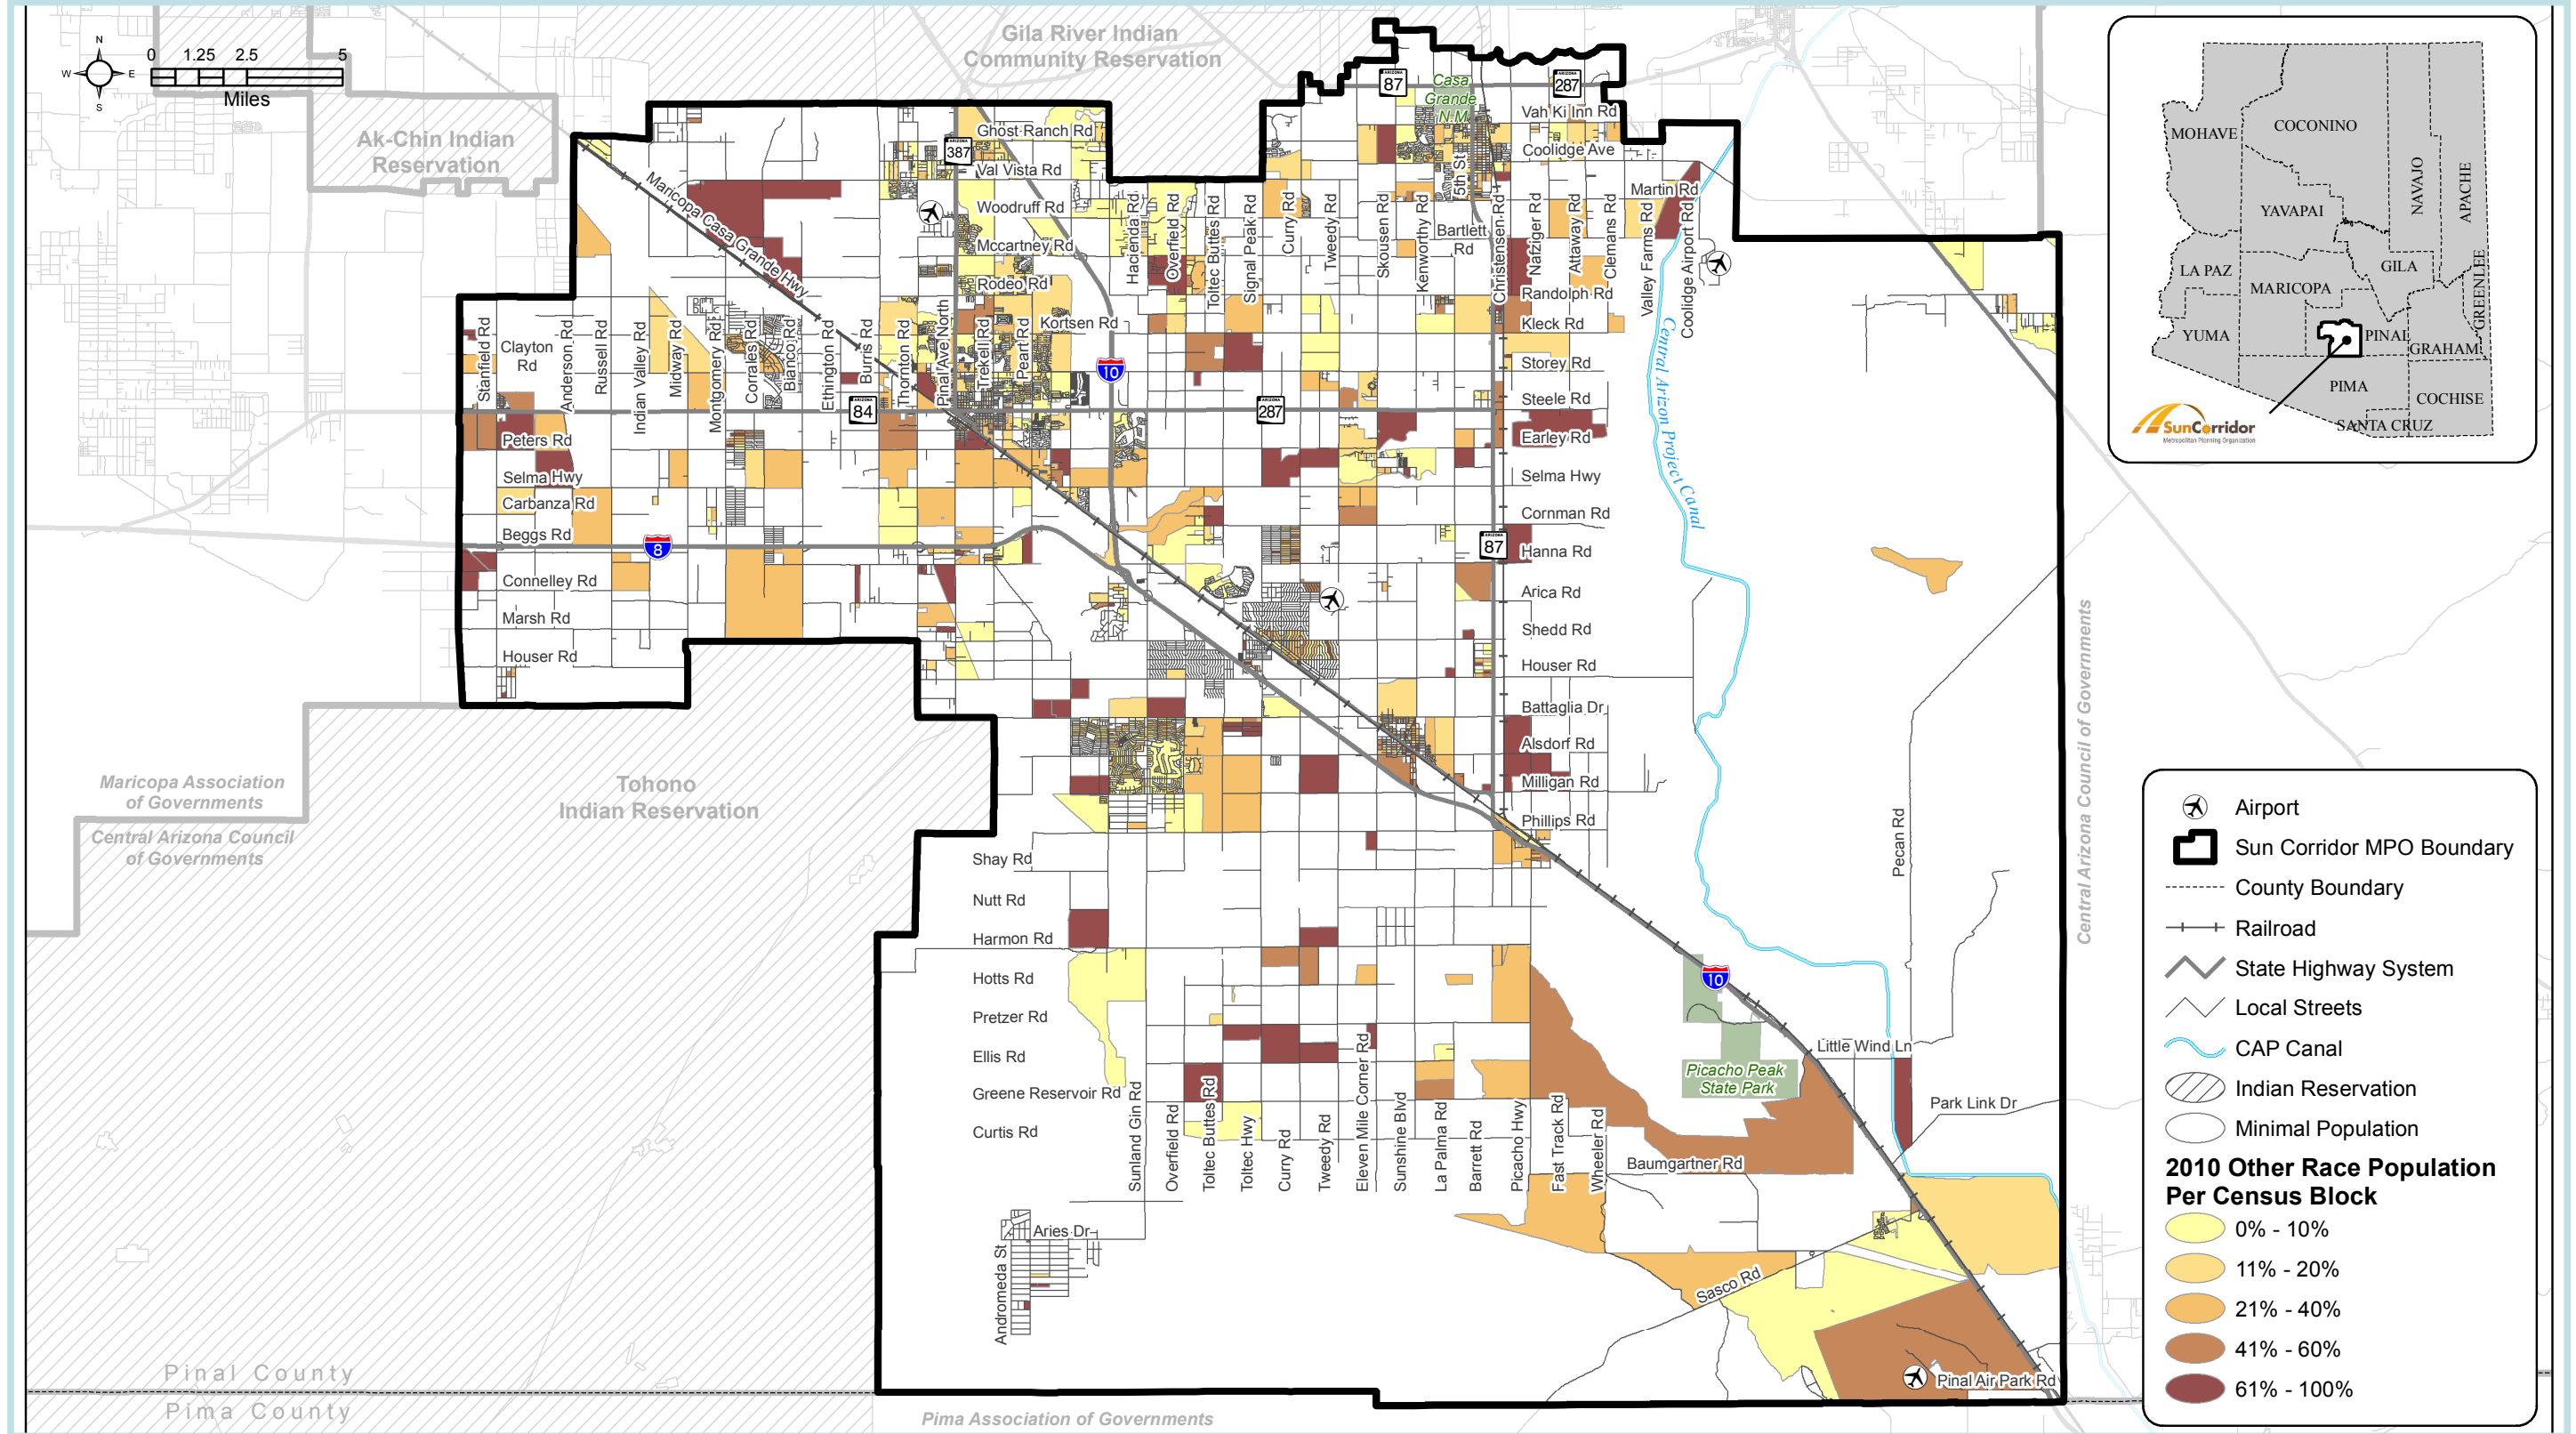 Gila River Indian
Community Reservation
N
W
E
S
0
1.25
2.5
5
Miles
Ak-Chin Indian
Reservation
ARIZONA
87
Casa
Grande
N.M.
ARIZONA
287
Vah Ki Inn Rd
Coolidge Ave
Ghost Ranch Rd
ARIZONA
387
Val Vista Rd
5th St
Martin Rd
Maricopa Casa Grande Hwy
Woodruff Rd
Mccartney Rd
Rodeo Rd
Kortsen Rd
Hacienda Rd
Overfield Rd
Toltec Buttes Rd
Signal Peak Rd
Curry Rd
Tweedy Rd
Skousen Rd
Kenworthy Rd
Bartlett
Rd
Christensen Rd
Nafziger Rd
Attaway Rd
Clemans Rd
Valley Farms Rd
Coolidge Airport Rd
Randolph Rd
Kleck Rd
Storey Rd
Steele Rd
Earley Rd
Selma Hwy
Cornman Rd
Hanna Rd
Arica Rd
Shedd Rd
Houser Rd
Battaglia Dr
Alsdorf Rd
Milligan Rd
Phillips Rd
Central Arizon Project Canal
Stanfield Rd
Clayton
Rd
Anderson Rd
Russell Rd
Indian Valley Rd
Midway Rd
Montgomery Rd
Corrales Rd
Bianco Rd
Ethington Rd
Burris Rd
Thornton Rd
Pinal Ave North
Trekell Rd
Peart Rd
10
ARIZONA
84
ARIZONA
287
Peters Rd
Selma Hwy
Carbanza Rd
Beggs Rd
8
ARIZONA
87
Connelley Rd
Marsh Rd
Houser Rd
Maricopa Association
of Governments
Central Arizona Council
of Governments
Tohono
Indian Reservation
Shay Rd
Nutt Rd
Harmon Rd
Hotts Rd
Pretzer Rd
Ellis Rd
Greene Reservoir Rd
Curtis Rd
Sunland Gin Rd
Overfield Rd
Toltec Buttes Rd
Toltec Hwy
Curry Rd
Tweedy Rd
Eleven Mile Corner Rd
Sunshine Blvd
La Palma Rd
Barrett Rd
Picacho Hwy
Fast Track Rd
Wheeler Rd
10
Picacho Peak
State Park
Pecan Rd
Little Wind Ln
Park Link Dr
Baumgartner Rd
Aries Dr
Andromeda St
Sasco Rd
Pinal Air Park Rd
Pinal County
Pima County
Pima Association of Governments
Central Arizona Council of Governments
MOHAVE
COCONINO
NAVAJO
APACHE
YAVAPAI
LA PAZ
GILA
MARICOPA
GREENLEE
YUMA
PINAL
GRAHAM
PIMA
COCHISE
SANTA CRUZ
SunCorridor
Metropolitan Planning Organization
Airport
Sun Corridor MPO Boundary
County Boundary
Railroad
State Highway System
Local Streets
CAP Canal
Indian Reservation
Minimal Population
2010 Other Race Population
Per Census Block
0% - 10%
11% - 20%
21% - 40%
41% - 60%
61% - 100%